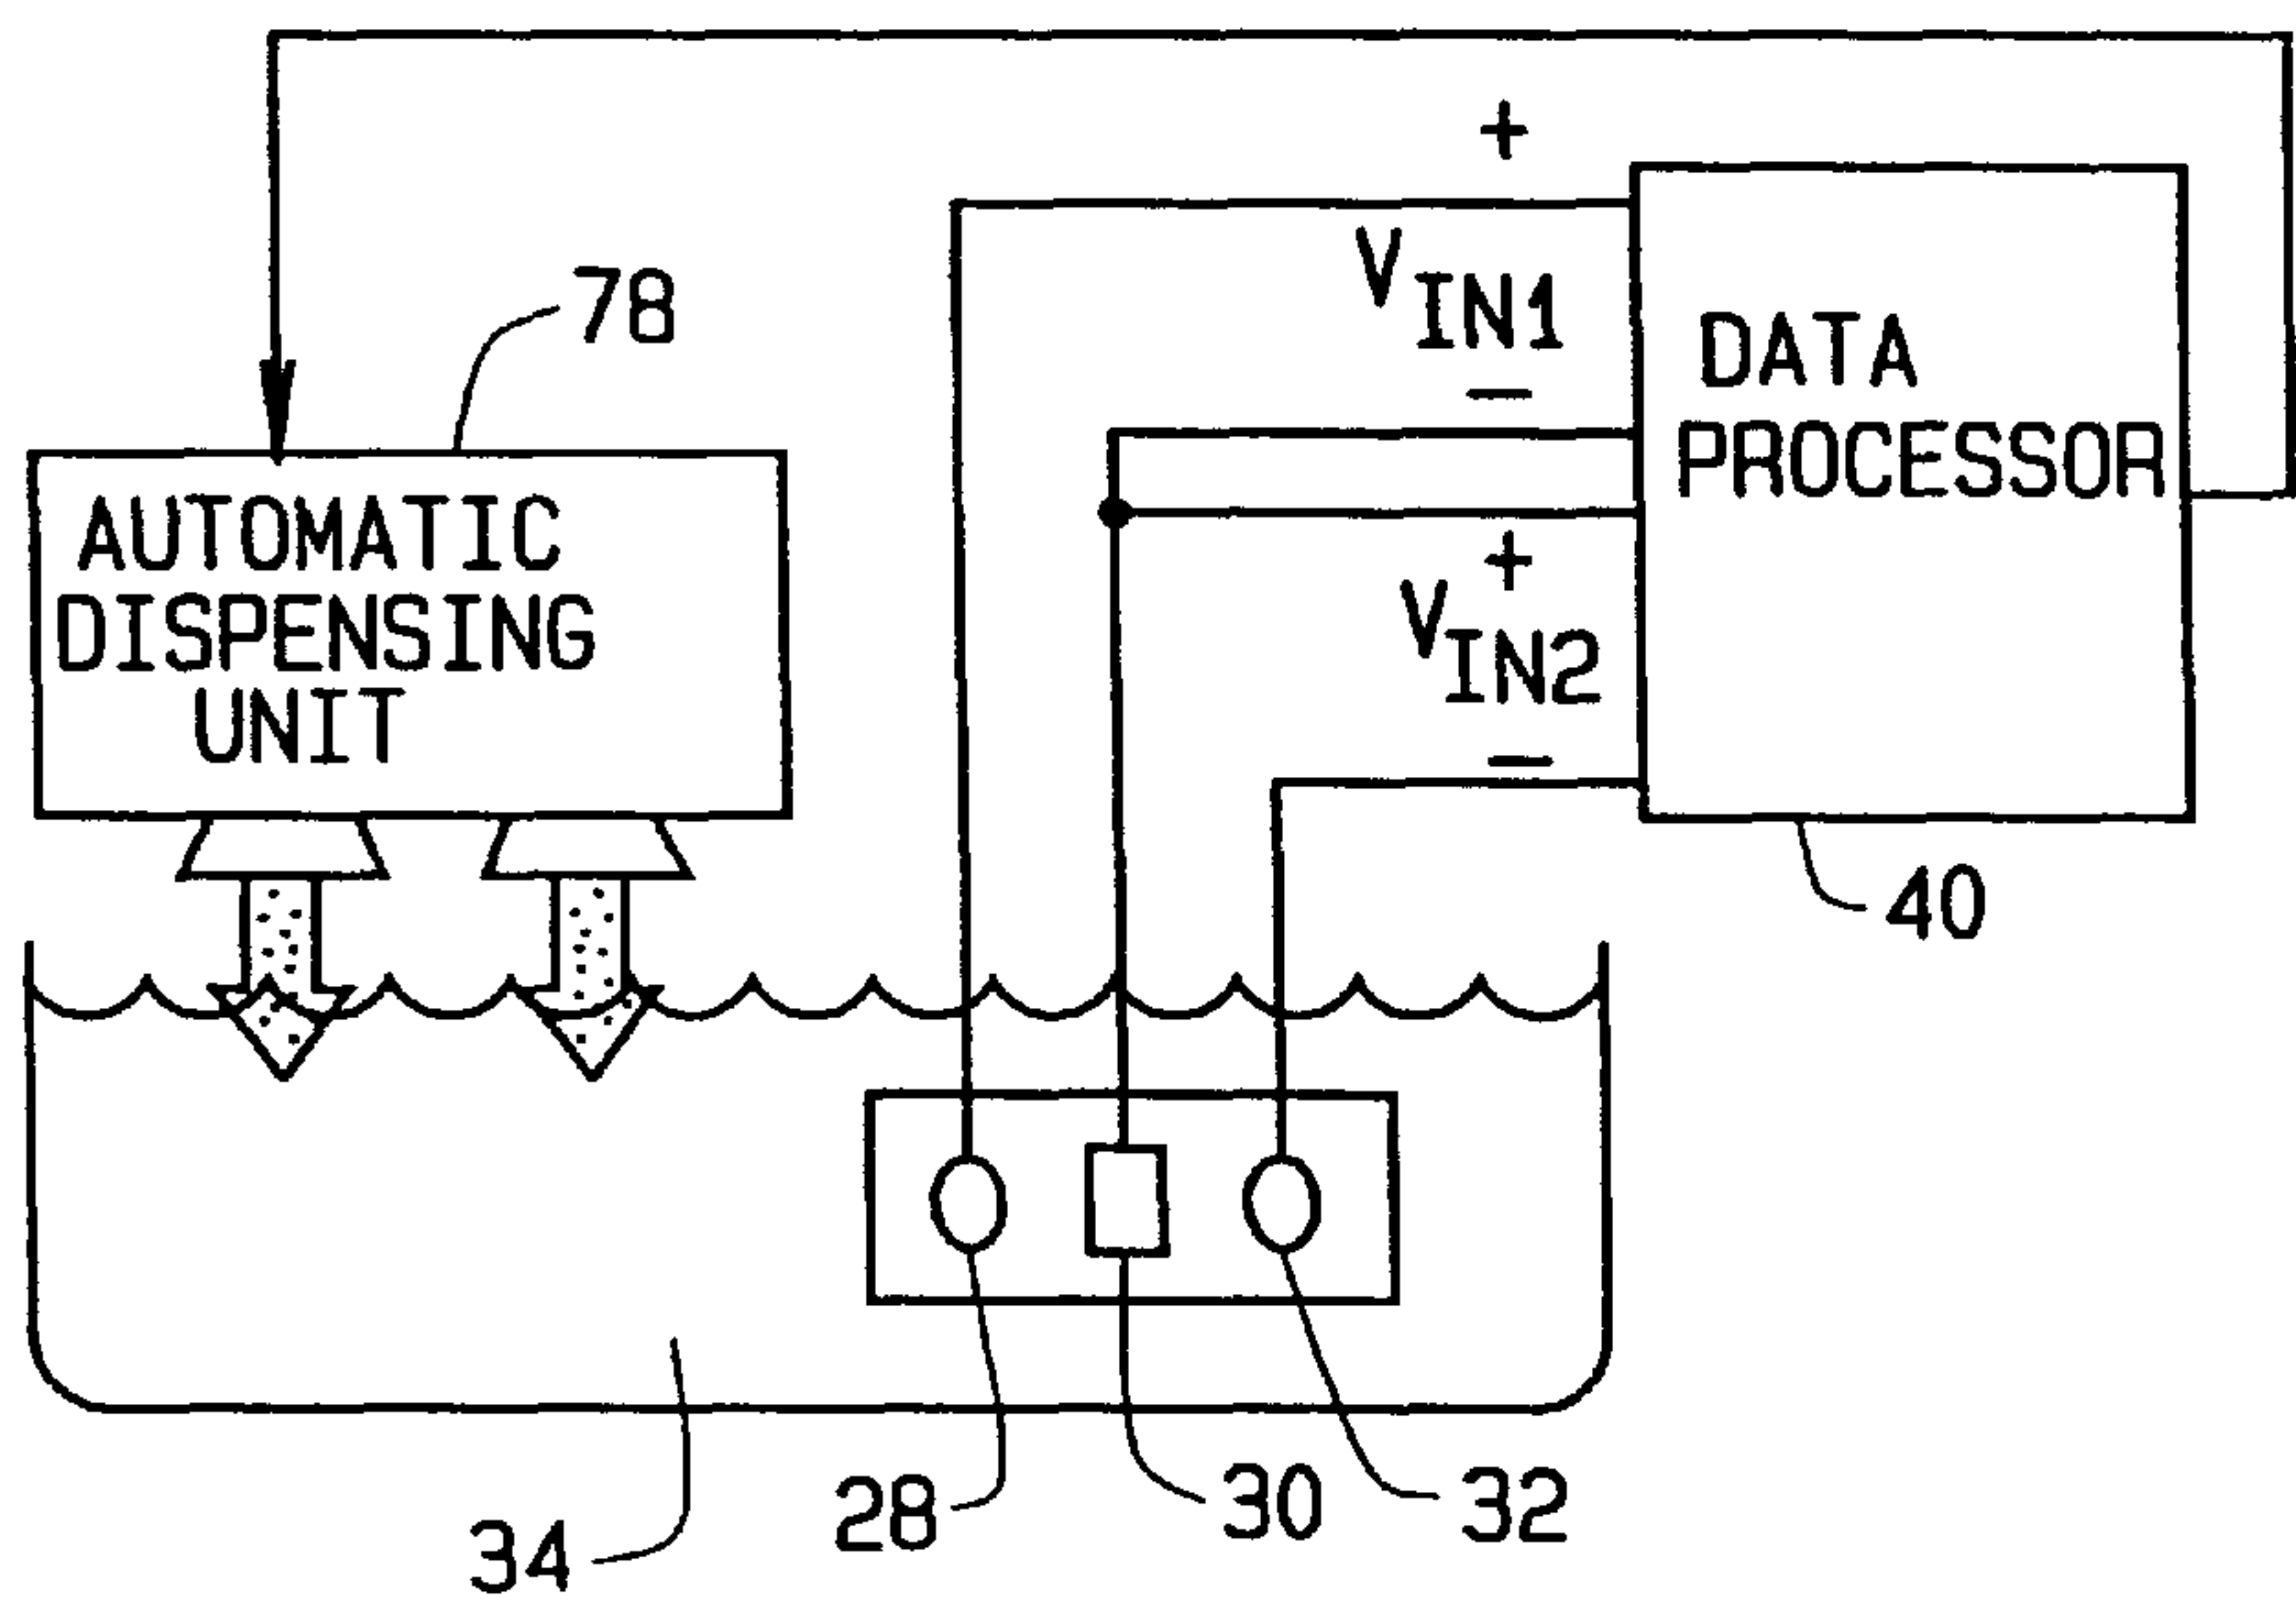 +
V IN1
−
DATA
PROCESSOR
78
AUTOMATIC
DISPENSING
UNIT
+
V IN2
−
40
28
30
32
34